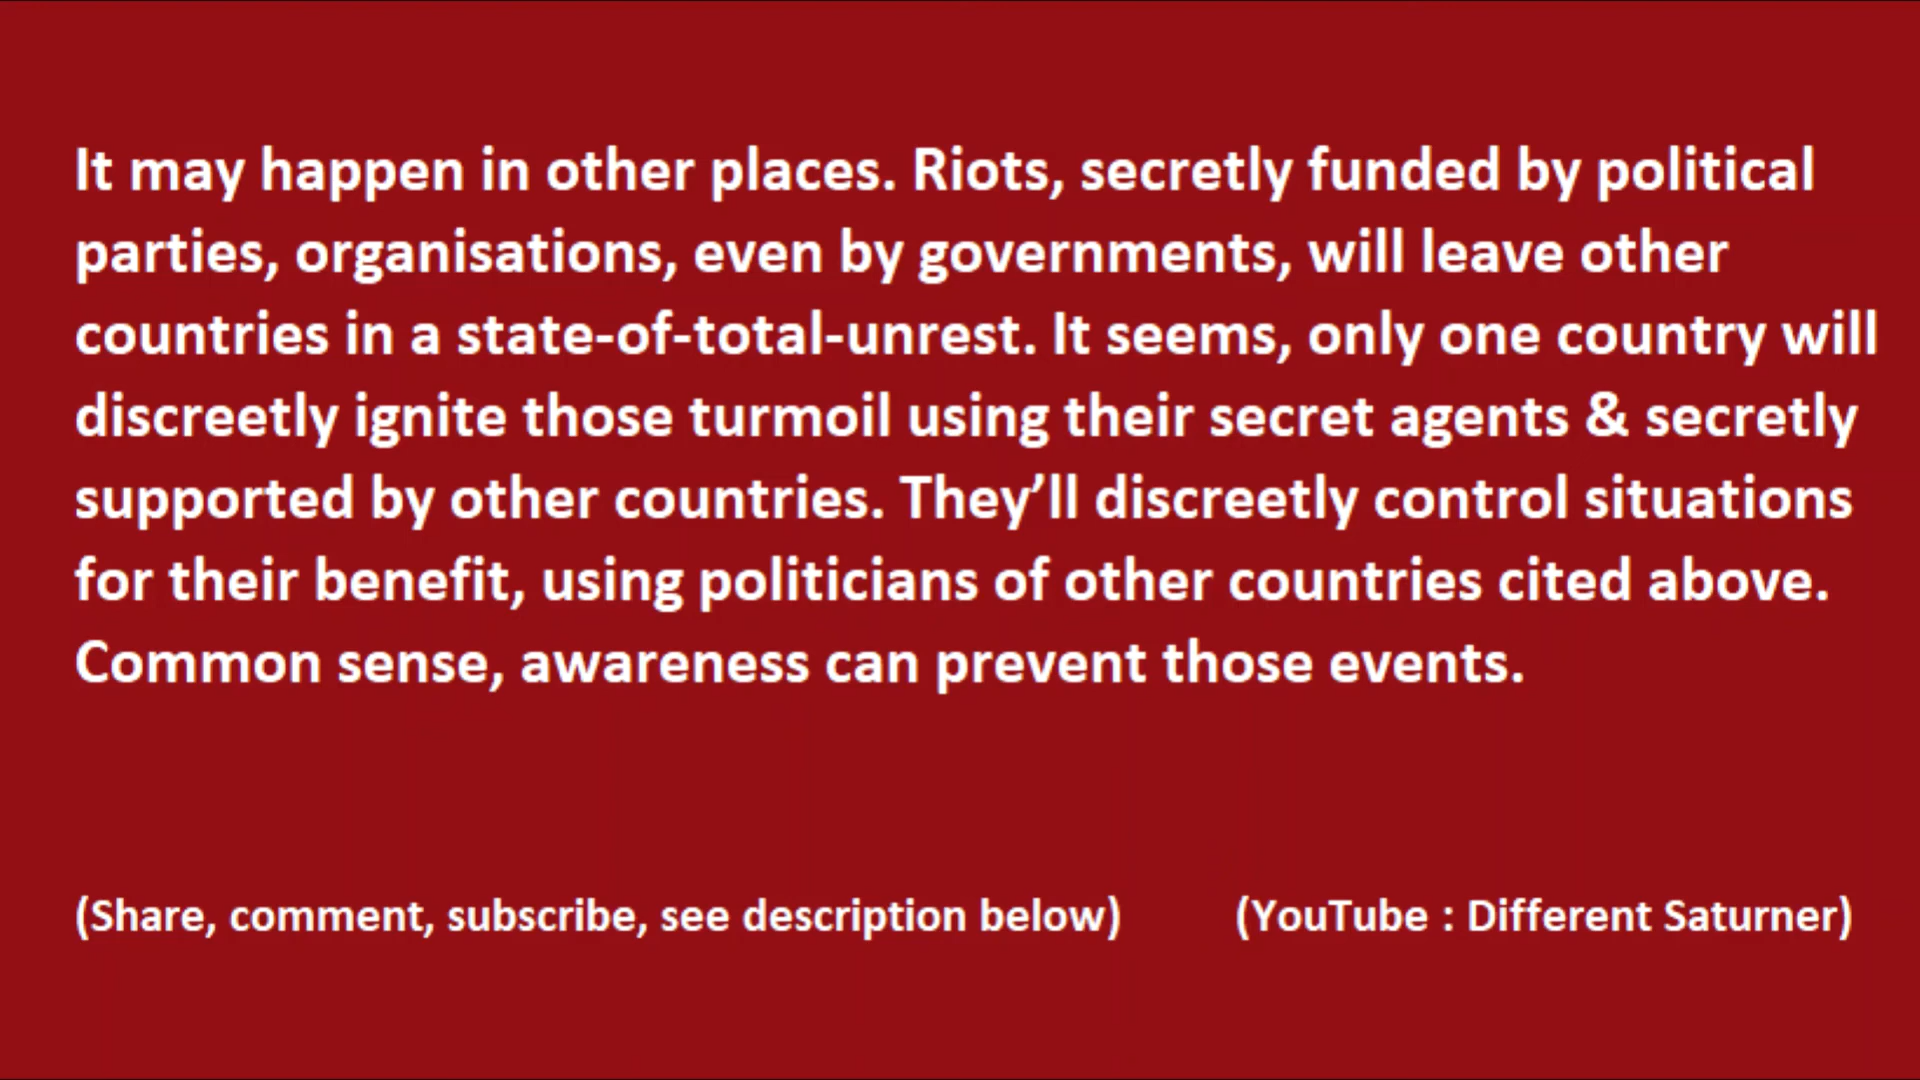 It may happen in other places. Riots, secretly funded by political
parties, organisations, even by governments, will leave other
countries in a state-of-total-unrest. It seems, only one country will
discreetly ignite those turmoil using their secret agents & secretly
supported by other countries. They’ll discreetly control situations
for their benefit, using politicians of other countries cited above.
Common sense, awareness can prevent those events.
(Share, comment, subscribe, see description below) (YouTube : Different Saturner)